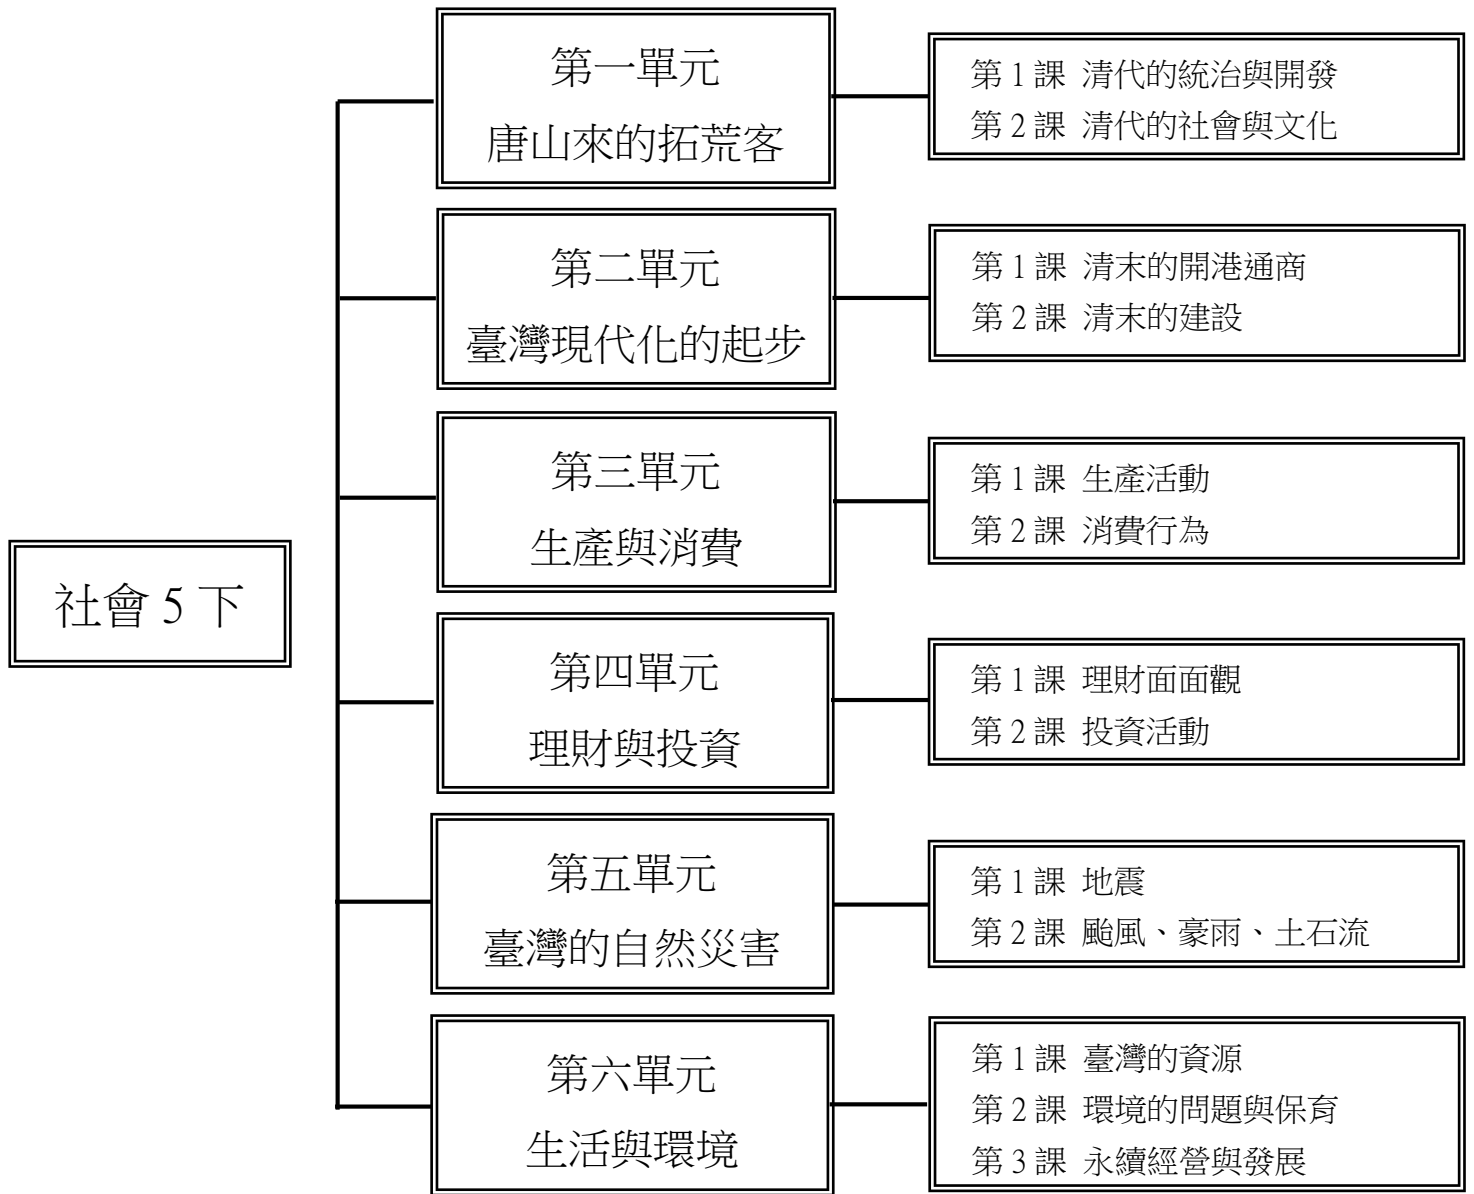 社會 5 下
第一單元
唐山來的拓荒客
第 1 課 清代的統治與開發
第 2 課 清代的社會與文化
第二單元
臺灣現代化的起步
第 1 課 清末的開港通商
第 2 課 清末的建設
第三單元
生產與消費
第 1 課 生產活動
第 2 課 消費行為
第四單元
理財與投資
第 1 課 理財面面觀
第 2 課 投資活動
第五單元
臺灣的自然災害
第 1 課 地震
第 2 課 颱風、豪雨、土石流
第六單元
生活與環境
第 1 課 臺灣的資源
第 2 課 環境的問題與保育
第 3 課 永續經營與發展